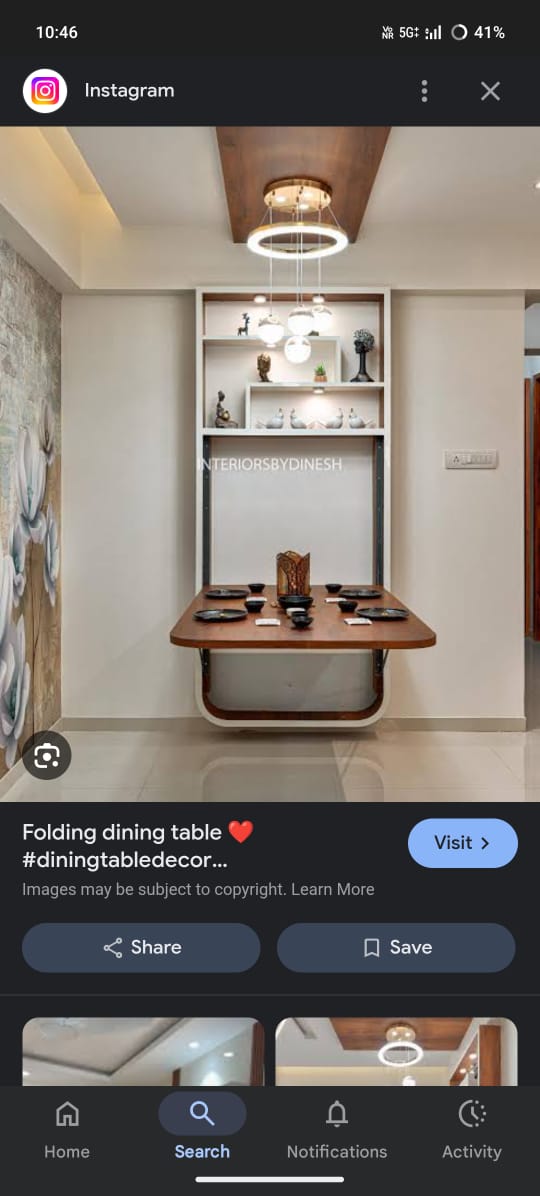 10:46
Vo NR 5G+ 41%
Instagram
INTERIORSBYDINESH
Folding dining table ❤️
#diningtabledecor...
Visit
Images may be subject to copyright. Learn More
Share
Save
Home
Search
Notifications
Activity